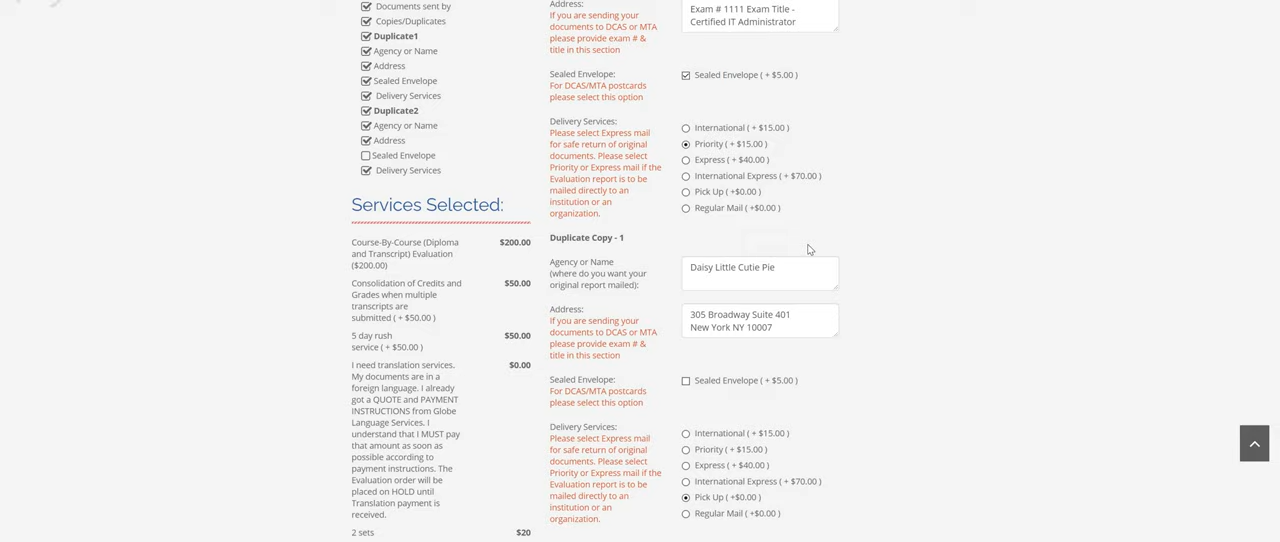 Documents sent by
Copies/Duplicates
Duplicate1
Agency or Name
Address
Sealed Envelope
Delivery Services
Duplicate2
Agency or Name
Address
Sealed Envelope
Delivery Services
Services Selected:
Course-By-Course (Diploma $200.00
and Transcript) Evaluation
($200.00)
Consolidation of Credits and $50.00
Grades when multiple
transcripts are
submitted ( + $50.00 )
5 day rush $50.00
service ( + $50.00 )
I need translation services. $0.00
My documents are in a
foreign language. I already
got a QUOTE and PAYMENT
INSTRUCTIONS from Globe
Language Services. I
understand that I MUST pay
that amount as soon as
possible according to
payment instructions. The
Evaluation order will be
placed on HOLD until
Translation payment is
received.
2 sets $20
Address:
If you are sending your
documents to DCAS or MTA
please provide exam # &
title in this section
Exam # 1111 Exam Title -
Certified IT Administrator
Sealed Envelope:
For DCAS/MTA postcards
please select this option
Sealed Envelope ( + $5.00 )
Delivery Services:
Please select Express mail
for safe return of original
documents. Please select
Priority or Express mail if the
Evaluation report is to be
mailed directly to an
institution or an
organization.
International ( + $15.00 )
Priority ( + $15.00 )
Express ( + $40.00 )
International Express ( + $70.00 )
Pick Up ( +$0.00 )
Regular Mail ( +$0.00 )
Duplicate Copy - 1
Agency or Name
(where do you want your
original report mailed):
Daisy Little Cutie Pie
Address:
If you are sending your
documents to DCAS or MTA
please provide exam # &
title in this section
305 Broadway Suite 401
New York NY 10007
Sealed Envelope:
For DCAS/MTA postcards
please select this option
Sealed Envelope ( + $5.00 )
Delivery Services:
Please select Express mail
for safe return of original
documents. Please select
Priority or Express mail if the
Evaluation report is to be
mailed directly to an
institution or an
organization.
International ( + $15.00 )
Priority ( + $15.00 )
Express ( + $40.00 )
International Express ( + $70.00 )
Pick Up ( +$0.00 )
Regular Mail ( +$0.00 )